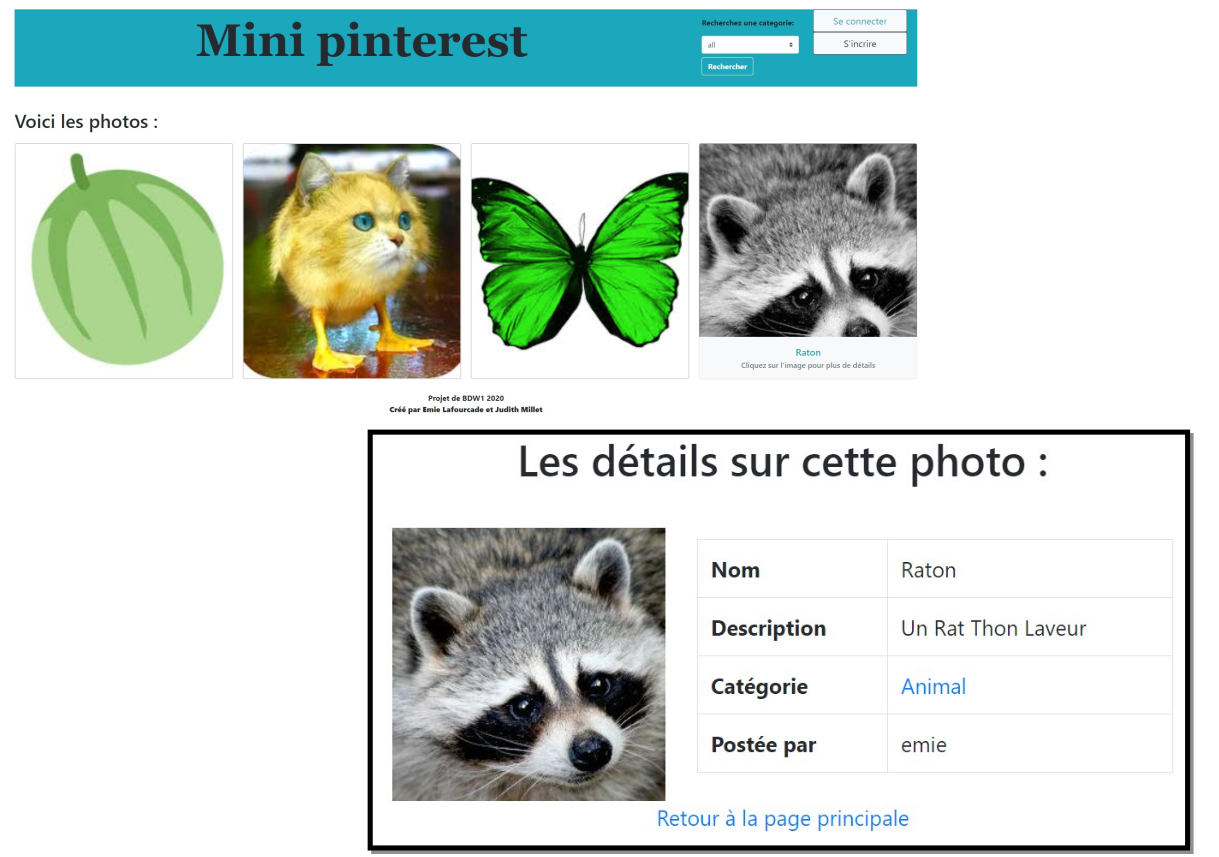 Mini pinterest
Recherchez une categorie:
all
Rechercher
Se connecter
S'incrire
Voici les photos :
Raton
Cliquez sur l'image pour plus de détails
Projet de BDW1 2020
Créé par Emie Lafourcade et Judith Millet
Les détails sur cette photo :
Nom Raton
Description Un Rat Thon Laveur
Catégorie Animal
Postée par emie
Retour à la page principale